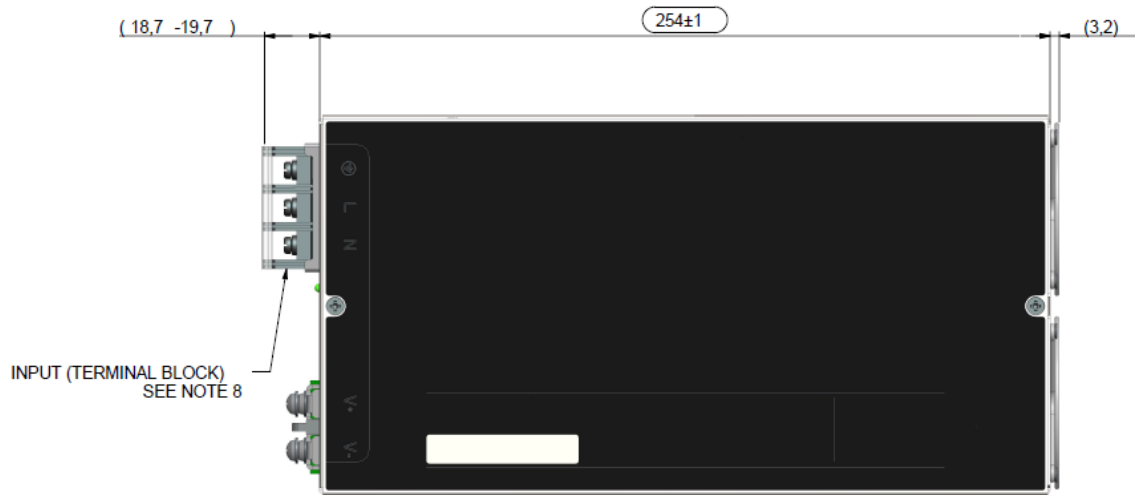 ( 18,7 -19,7 )
254±1
(3,2)
L
N
INPUT (TERMINAL BLOCK)
SEE NOTE 8
V+
V-